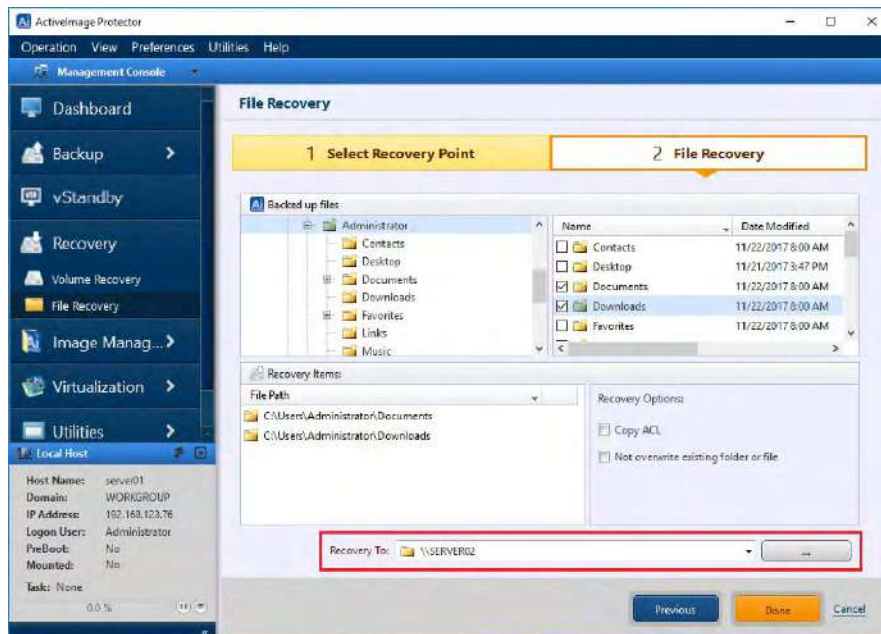 ActiveImage Protector
Operation View Preferences Utilities Help
Management Console
Dashboard
Backup
vStandby
Recovery
Volume Recovery
File Recovery
Image Manag...
Virtualization
Utilities
Local Host
Host Name: server01
Domain: WORKGROUP
IP Address: 192.168.123.76
Logon User: Administrator
PreBoot: No
Mounted: No
Task: None
0.0 %
File Recovery
1 Select Recovery Point
2 File Recovery
Backed up files
Administrator
Contacts
Desktop
Documents
Downloads
Favorites
Links
Music
Name Date Modified
Contacts 11/22/2017 8:00 AM
Desktop 11/21/2017 3:47 PM
Documents 11/22/2017 8:00 AM
Downloads 11/22/2017 8:00 AM
Favorites 11/22/2017 8:00 AM
Recovery Items:
File Path
C:\Users\Administrator\Documents
C:\Users\Administrator\Downloads
Recovery Options:
Copy ACL
Not overwrite existing folder or file
Recovery To: \\SERVER02
...
Previous
Done
Cancel